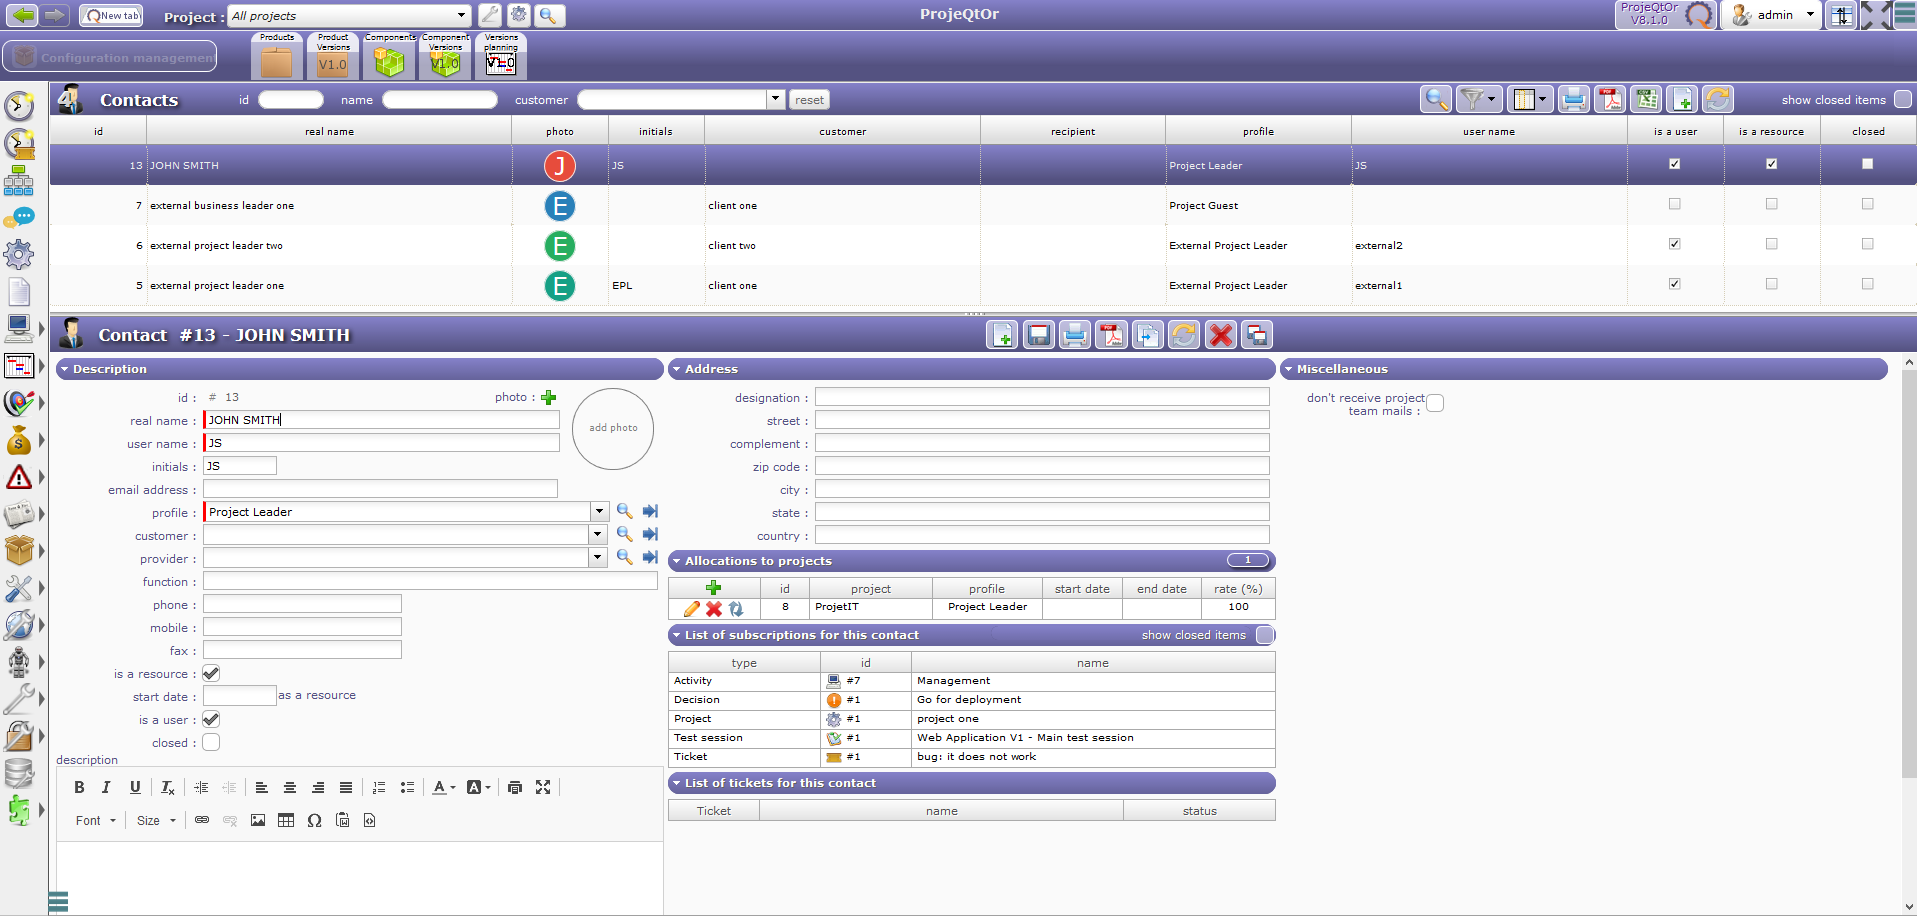 New tab
Project :
All projects
ProjeQtOr
ProjeQtOr
V8.1.0
admin
Configuration management
Products
Product Versions
V1.0
Components
Component Versions
V1.0
Versions planning
V1.0
4
Contacts
id
name
customer
reset
show closed items
id real name photo initials customer recipient profile user name is a user is a resource closed
13 JOHN SMITH J JS Project Leader JS
7 external business leader one E client one Project Guest
6 external project leader two E client two External Project Leader external2
5 external project leader one E EPL client one External Project Leader external1
Contact #13 - JOHN SMITH
Description
id : # 13
photo :
add photo
real name : JOHN SMITH
user name : JS
initials : JS
email address :
profile : Project Leader
customer :
provider :
function :
phone :
mobile :
fax :
is a resource :
start date : as a resource
is a user :
closed :
description
B I U Tx A A
Font Size Ω
Address
designation :
street :
complement :
zip code :
city :
state :
country :
Allocations to projects 1
id project profile start date end date rate (%)
8 ProjetIT Project Leader 100
List of subscriptions for this contact show closed items
type id name
Activity #7 Management
Decision #1 Go for deployment
Project #1 project one
Test session #1 Web Application V1 - Main test session
Ticket #1 bug: it does not work
List of tickets for this contact
Ticket name status
Miscellaneous
don't receive project
team mails :